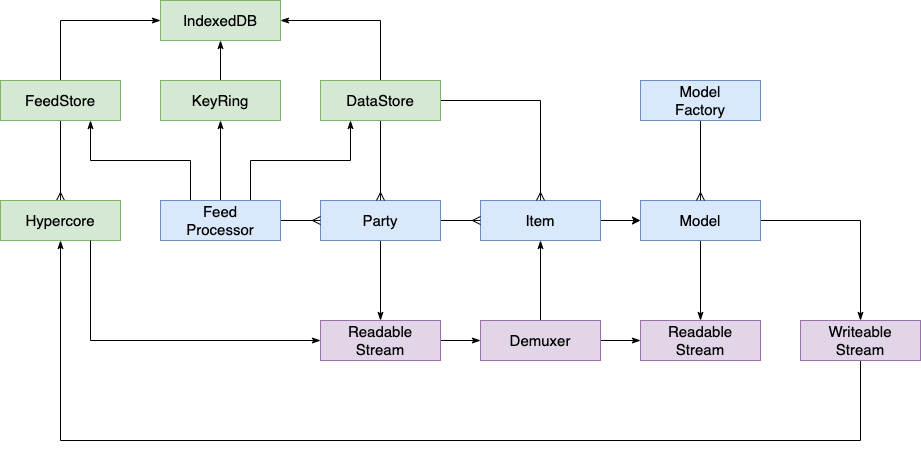 IndexedDB
FeedStore
KeyRing
DataStore
Model
Factory
Hypercore
Feed
Processor
Party
Item
Model
Readable
Stream
Demuxer
Readable
Stream
Writeable
Stream